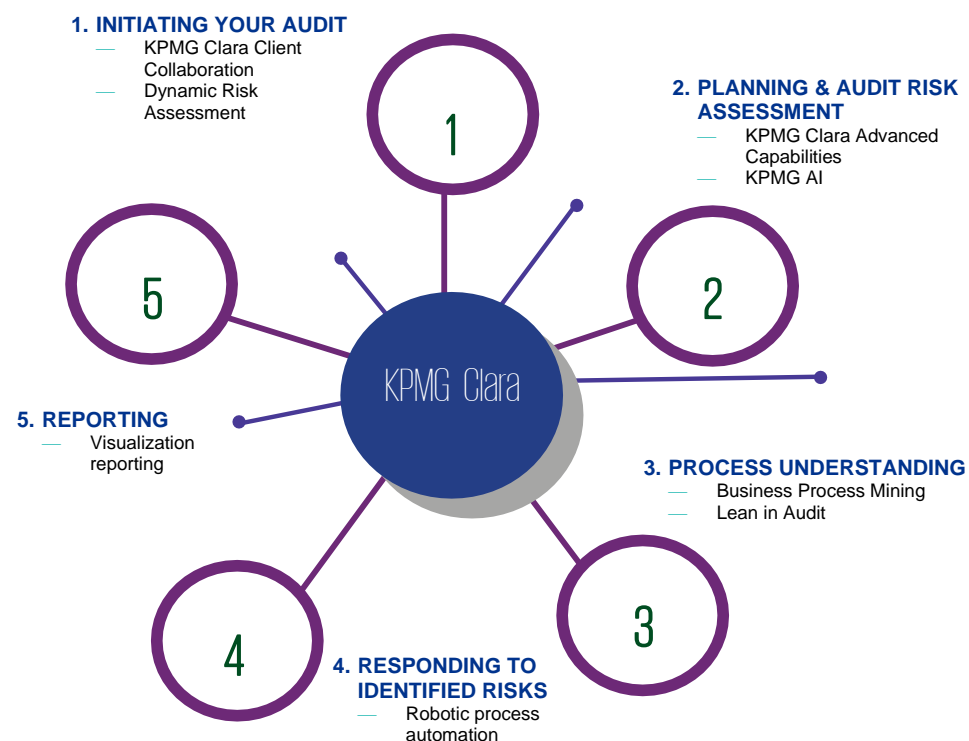 1. INITIATING YOUR AUDIT
— KPMG Clara Client
Collaboration
— Dynamic Risk
Assessment
1
2. PLANNING & AUDIT RISK
ASSESSMENT
— KPMG Clara Advanced
Capabilities
— KPMG AI
2
5
KPMG Clara
5. REPORTING
— Visualization
reporting
3. PROCESS UNDERSTANDING
— Business Process Mining
— Lean in Audit
3
4
4. RESPONDING TO
IDENTIFIED RISKS
— Robotic process
automation